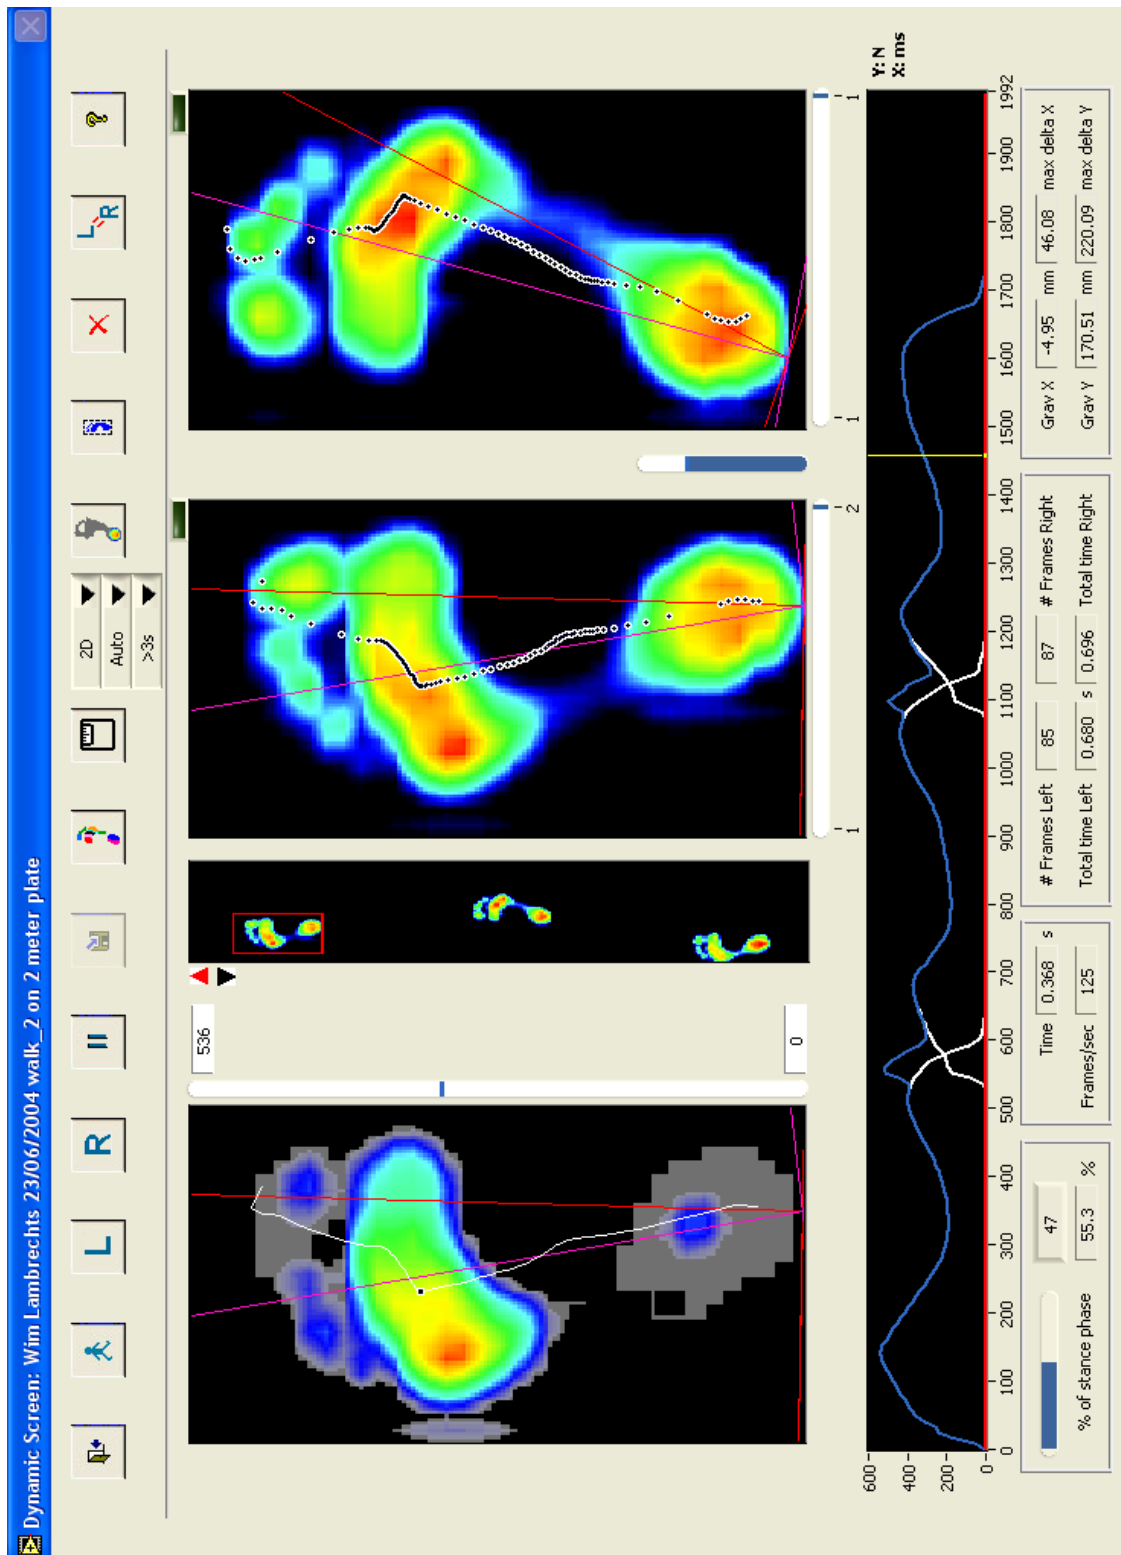 Dynamic Screen: Wim Lambrechts 23/06/2004 walk_2 on 2 meter plate
L
R
II
2D
Auto
>3s
L--R
?
536
0
1
2
1
1
Y: N
X: ms
600
400
200
0
0 100 200 300 400 500 600 700 800 900 1000 1100 1200 1300 1400 1500 1600 1700 1800 1900 1992
47
% of stance phase 55.3 %
Time 0.368 s
Frames/sec 125
# Frames Left 85 87 # Frames Right
Total time Left 0.680 s 0.696 Total time Right
Grav X -4.95 mm 46.08 max delta X
Grav Y 170.51 mm 220.09 max delta Y